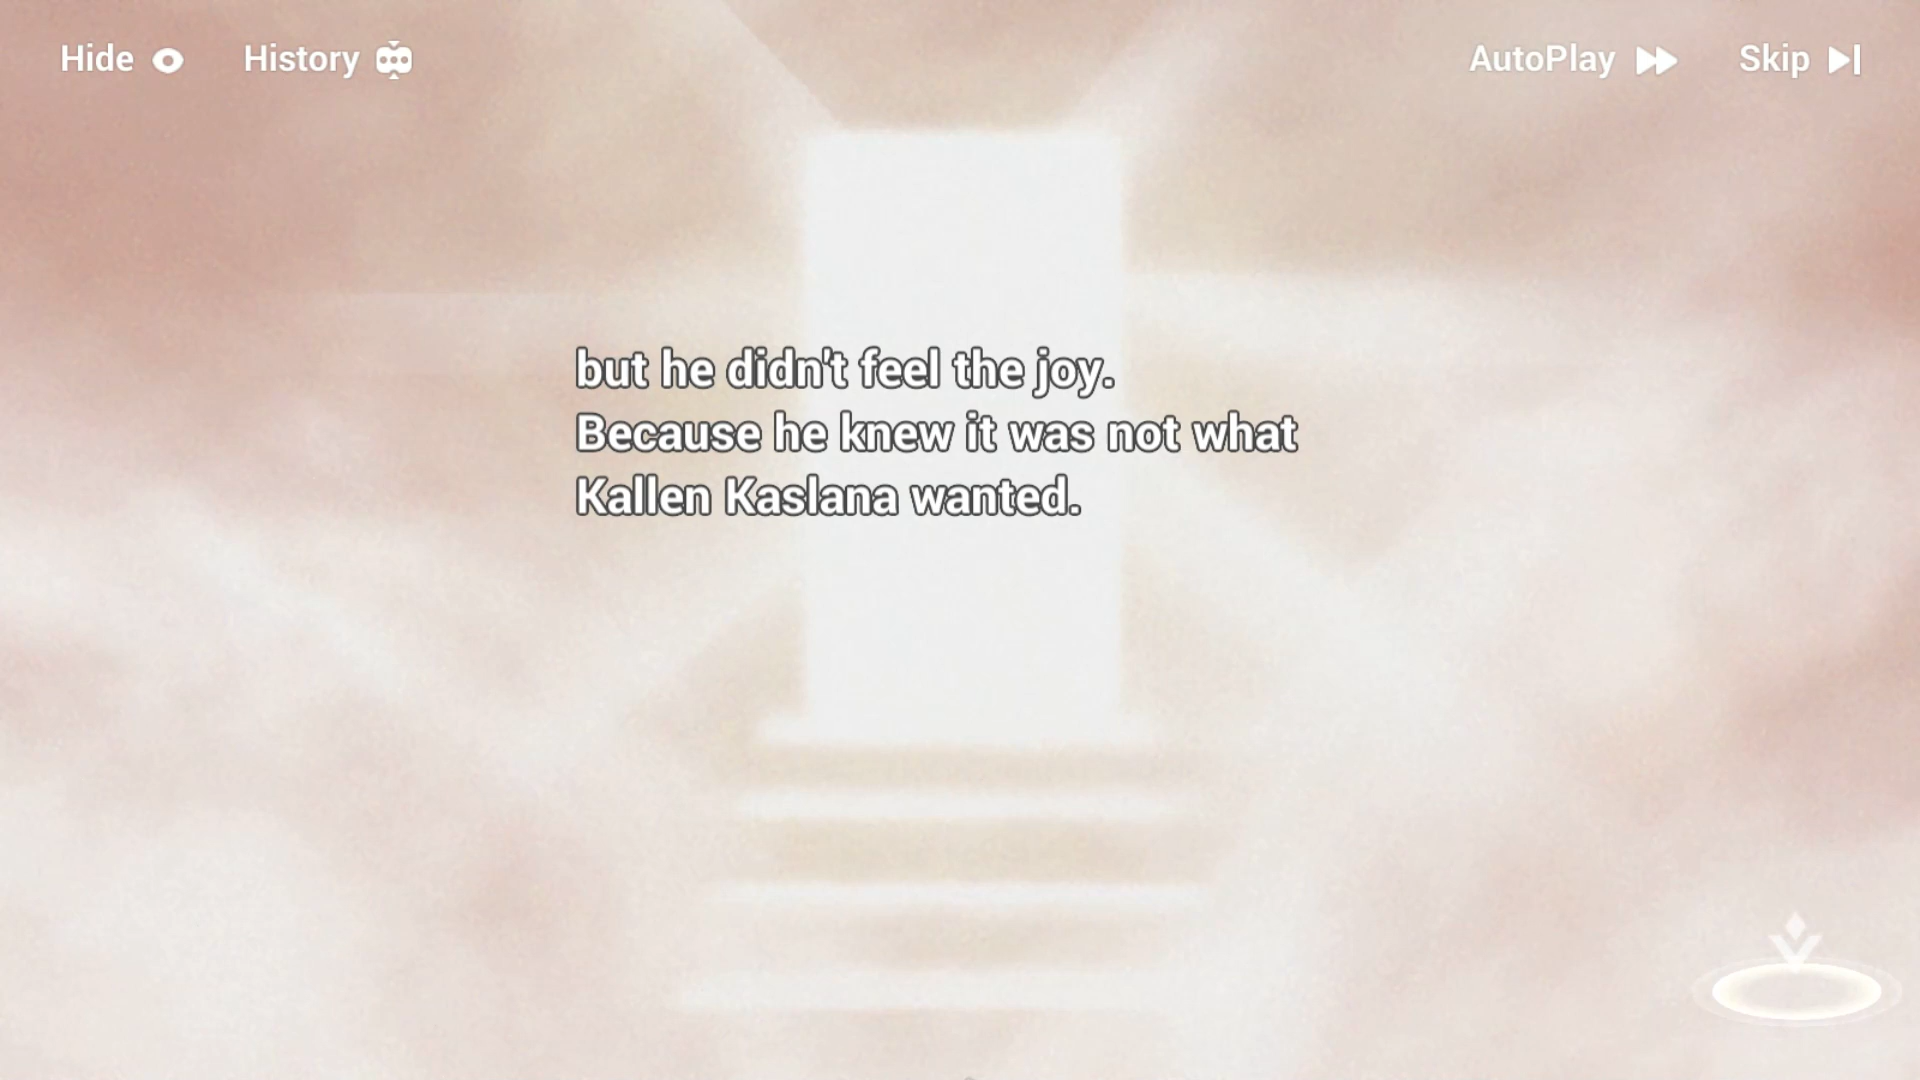 Hide
History
AutoPlay
Skip
but he didn't feel the joy.
Because he knew it was not what
Kallen Kaslana wanted.